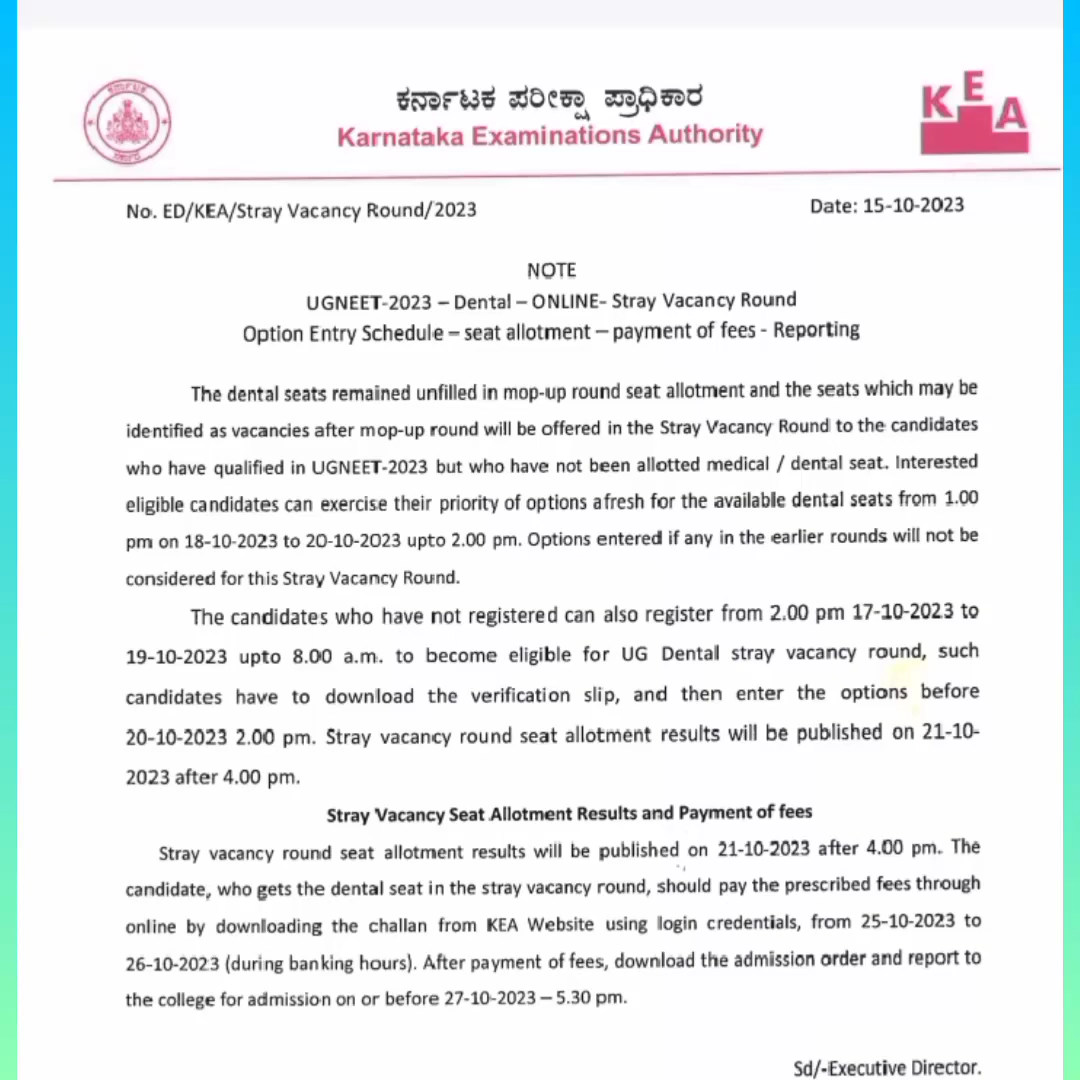 ಕರ್ನಾಟಕ ಪರೀಕ್ಷಾ ಪ್ರಾಧಿಕಾರ
Karnataka Examinations Authority
KEA
No. ED/KEA/Stray Vacancy Round/2023
Date: 15-10-2023
NOTE
UGNEET-2023 – Dental – ONLINE- Stray Vacancy Round
Option Entry Schedule – seat allotment – payment of fees - Reporting
The dental seats remained unfilled in mop-up round seat allotment and the seats which may be
identified as vacancies after mop-up round will be offered in the Stray Vacancy Round to the candidates
who have qualified in UGNEET-2023 but who have not been allotted medical / dental seat. Interested
eligible candidates can exercise their priority of options afresh for the available dental seats from 1.00
pm on 18-10-2023 to 20-10-2023 upto 2.00 pm. Options entered if any in the earlier rounds will not be
considered for this Stray Vacancy Round.
The candidates who have not registered can also register from 2.00 pm 17-10-2023 to
19-10-2023 upto 8.00 a.m. to become eligible for UG Dental stray vacancy round, such
candidates have to download the verification slip, and then enter the options before
20-10-2023 2.00 pm. Stray vacancy round seat allotment results will be published on 21-10-
2023 after 4.00 pm.
Stray Vacancy Seat Allotment Results and Payment of fees
Stray vacancy round seat allotment results will be published on 21-10-2023 after 4.00 pm. The
candidate, who gets the dental seat in the stray vacancy round, should pay the prescribed fees through
online by downloading the challan from KEA Website using login credentials, from 25-10-2023 to
26-10-2023 (during banking hours). After payment of fees, download the admission order and report to
the college for admission on or before 27-10-2023 – 5.30 pm.
Sd/-Executive Director.